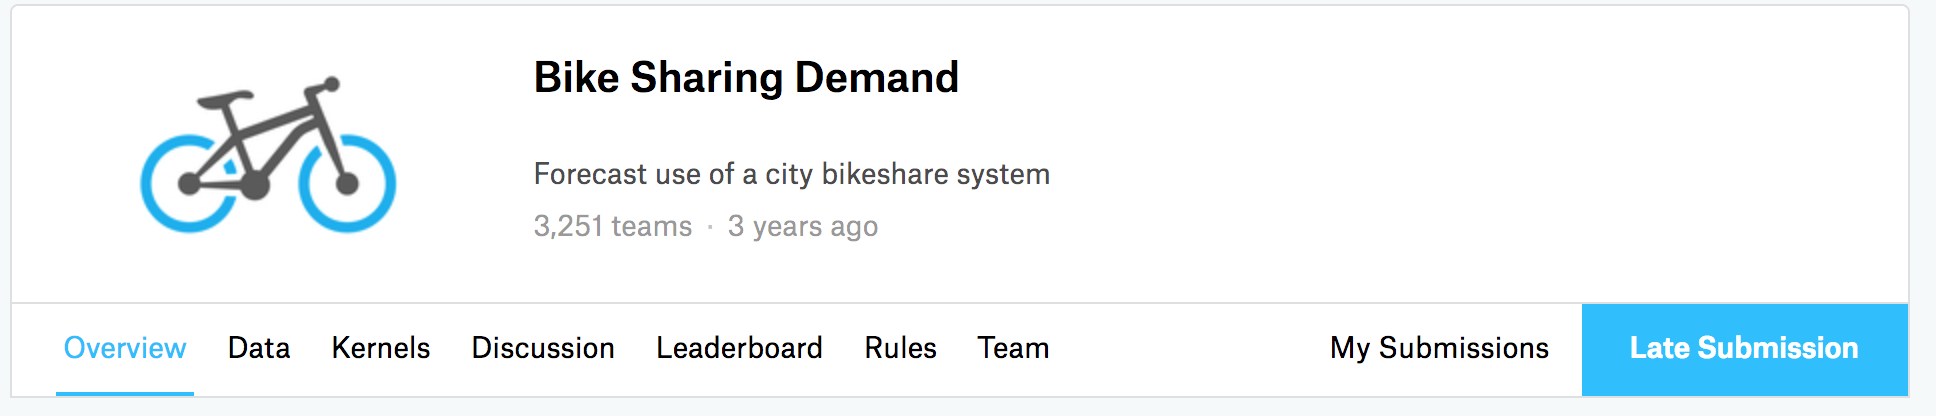 Bike Sharing Demand
Forecast use of a city bikeshare system
3,251 teams · 3 years ago
Overview Data Kernels Discussion Leaderboard Rules Team My Submissions Late Submission